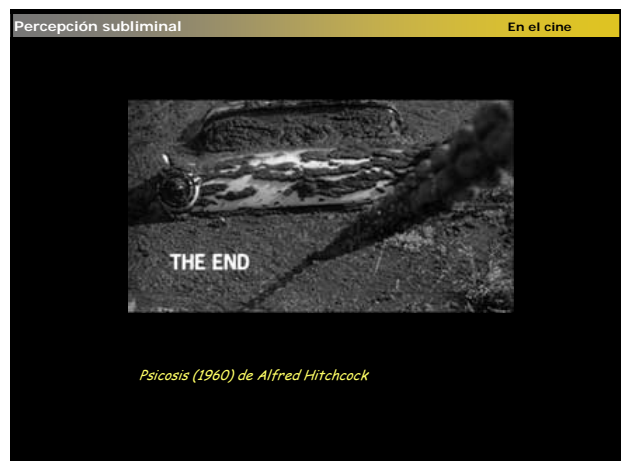 Percepción subliminal
En el cine
THE END
Psicosis (1960) de Alfred Hitchcock